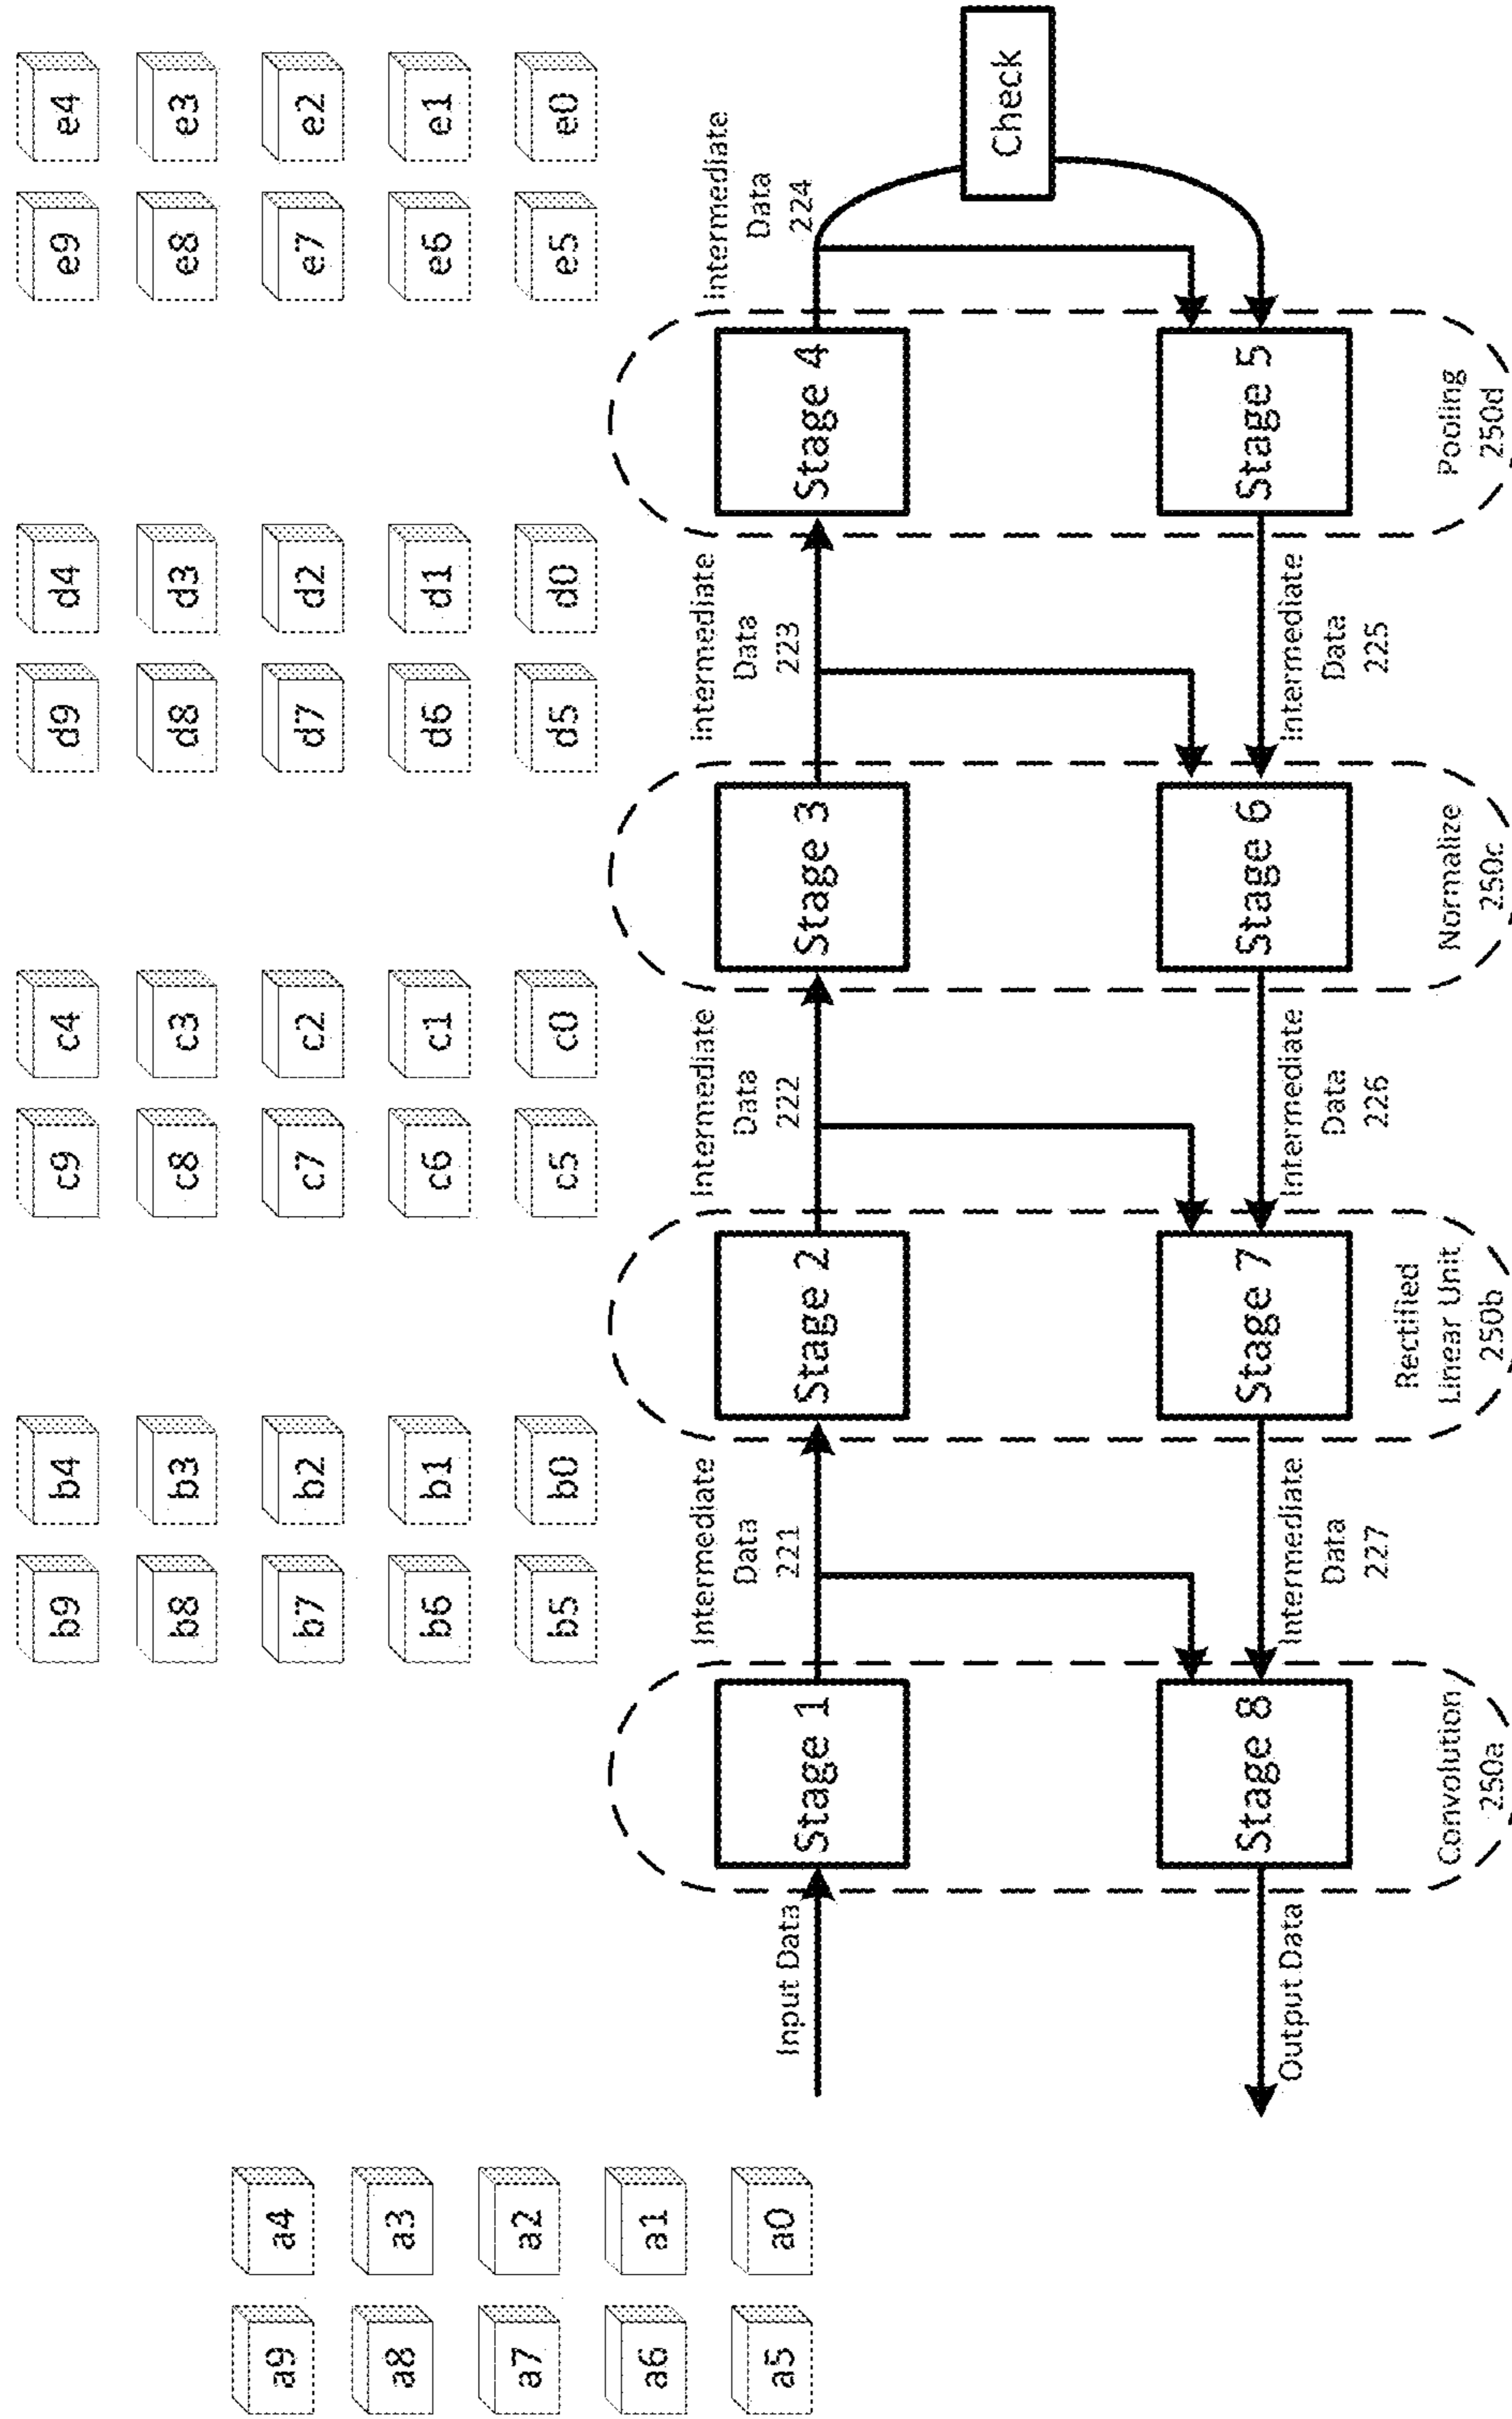 a9
a4
a8
a3
a7
a2
a6
a1
a5
a0
b9
b4
b8
b3
b7
b2
b6
b1
b5
b0
c9
c4
c8
c3
c7
c2
c6
c1
c5
c0
d9
d4
d8
d3
d7
d2
d6
d1
d5
d0
e9
e4
e8
e3
e7
e2
e6
e1
e5
e0
Input Data
Stage 1
Intermediate
Data
221
Stage 2
Intermediate
Data
222
Stage 3
Intermediate
Data
223
Stage 4
Intermediate
Data
224
Check
Output Data
Stage 8
Intermediate
Data
227
Stage 7
Intermediate
Data
226
Stage 6
Intermediate
Data
225
Stage 5
Convolution
250a
Rectified
Linear Unit
250b
Normalize
250c
Pooling
250d